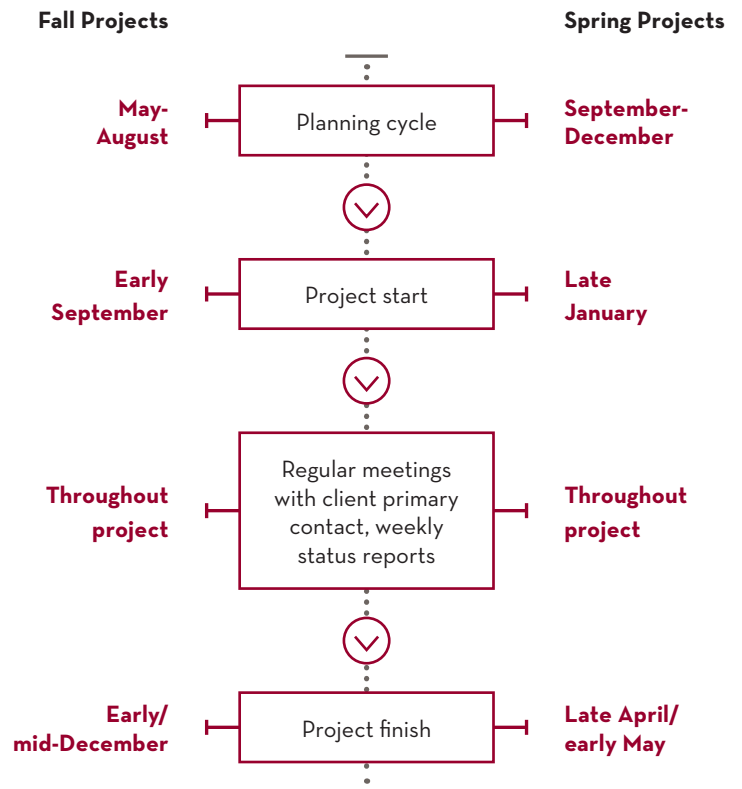 Fall Projects
Spring Projects
May-
August
Planning cycle
September-
December
Early
September
Project start
Late
January
Throughout
project
Regular meetings
with client primary
contact, weekly
status reports
Throughout
project
Early/
mid-December
Project finish
Late April/
early May